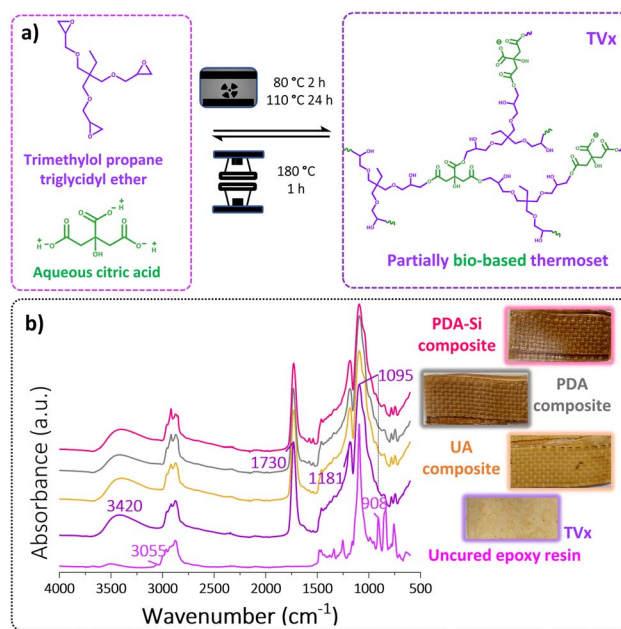 a)
TVx
80 °C 2 h
110 °C 24 h
180 °C
1 h
Trimethylol propane
triglycidyl ether
Aqueous citric acid
Partially bio-based thermoset
O
O
O
O
O
O
O
O
O
O
OH
O
O
O
O⁻ H⁺
⁺H ⁻O
O⁻ H⁺
b)
PDA-Si
composite
PDA
composite
UA
composite
TVx
Uncured epoxy resin
1095
1730
1181
908
3420
3055
Absorbance (a.u.)
4000
3500
3000
2500
2000
1500
1000
500
Wavenumber (cm⁻¹)